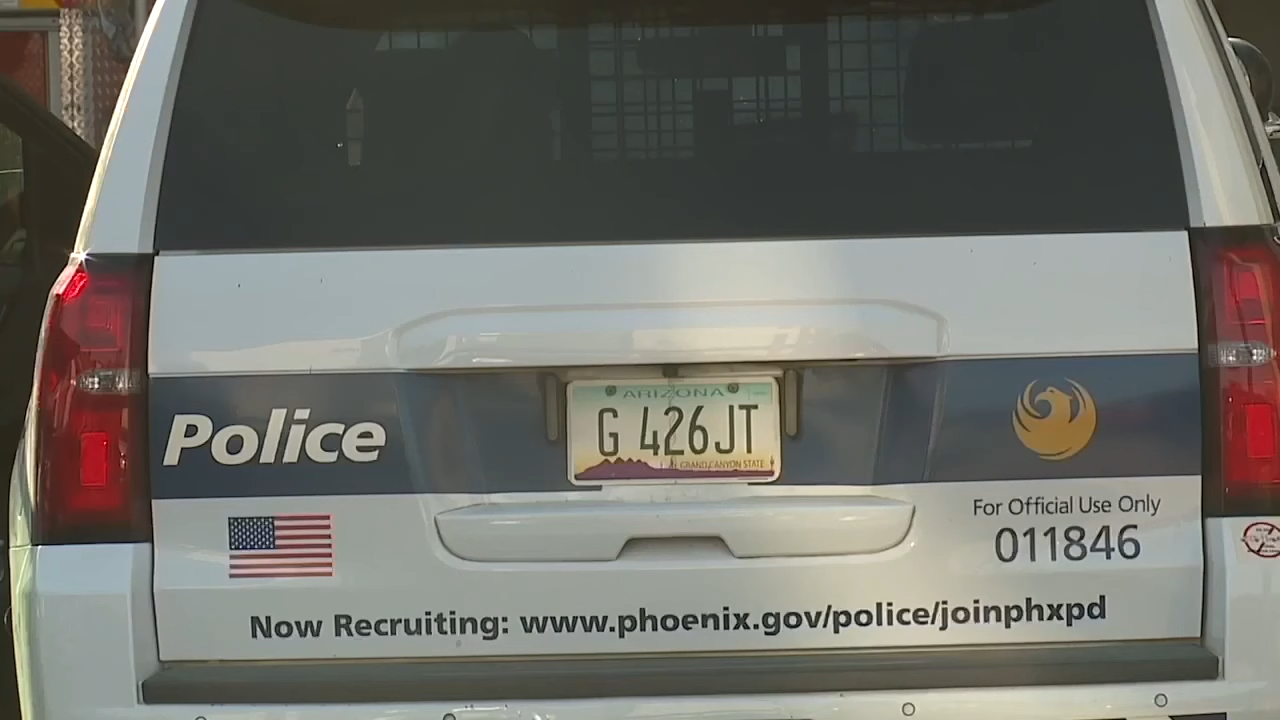 ARIZONA
G 426JT
GRAND CANYON STATE
Police
For Official Use Only
011846
Now Recruiting: www.phoenix.gov/police/joinphxpd